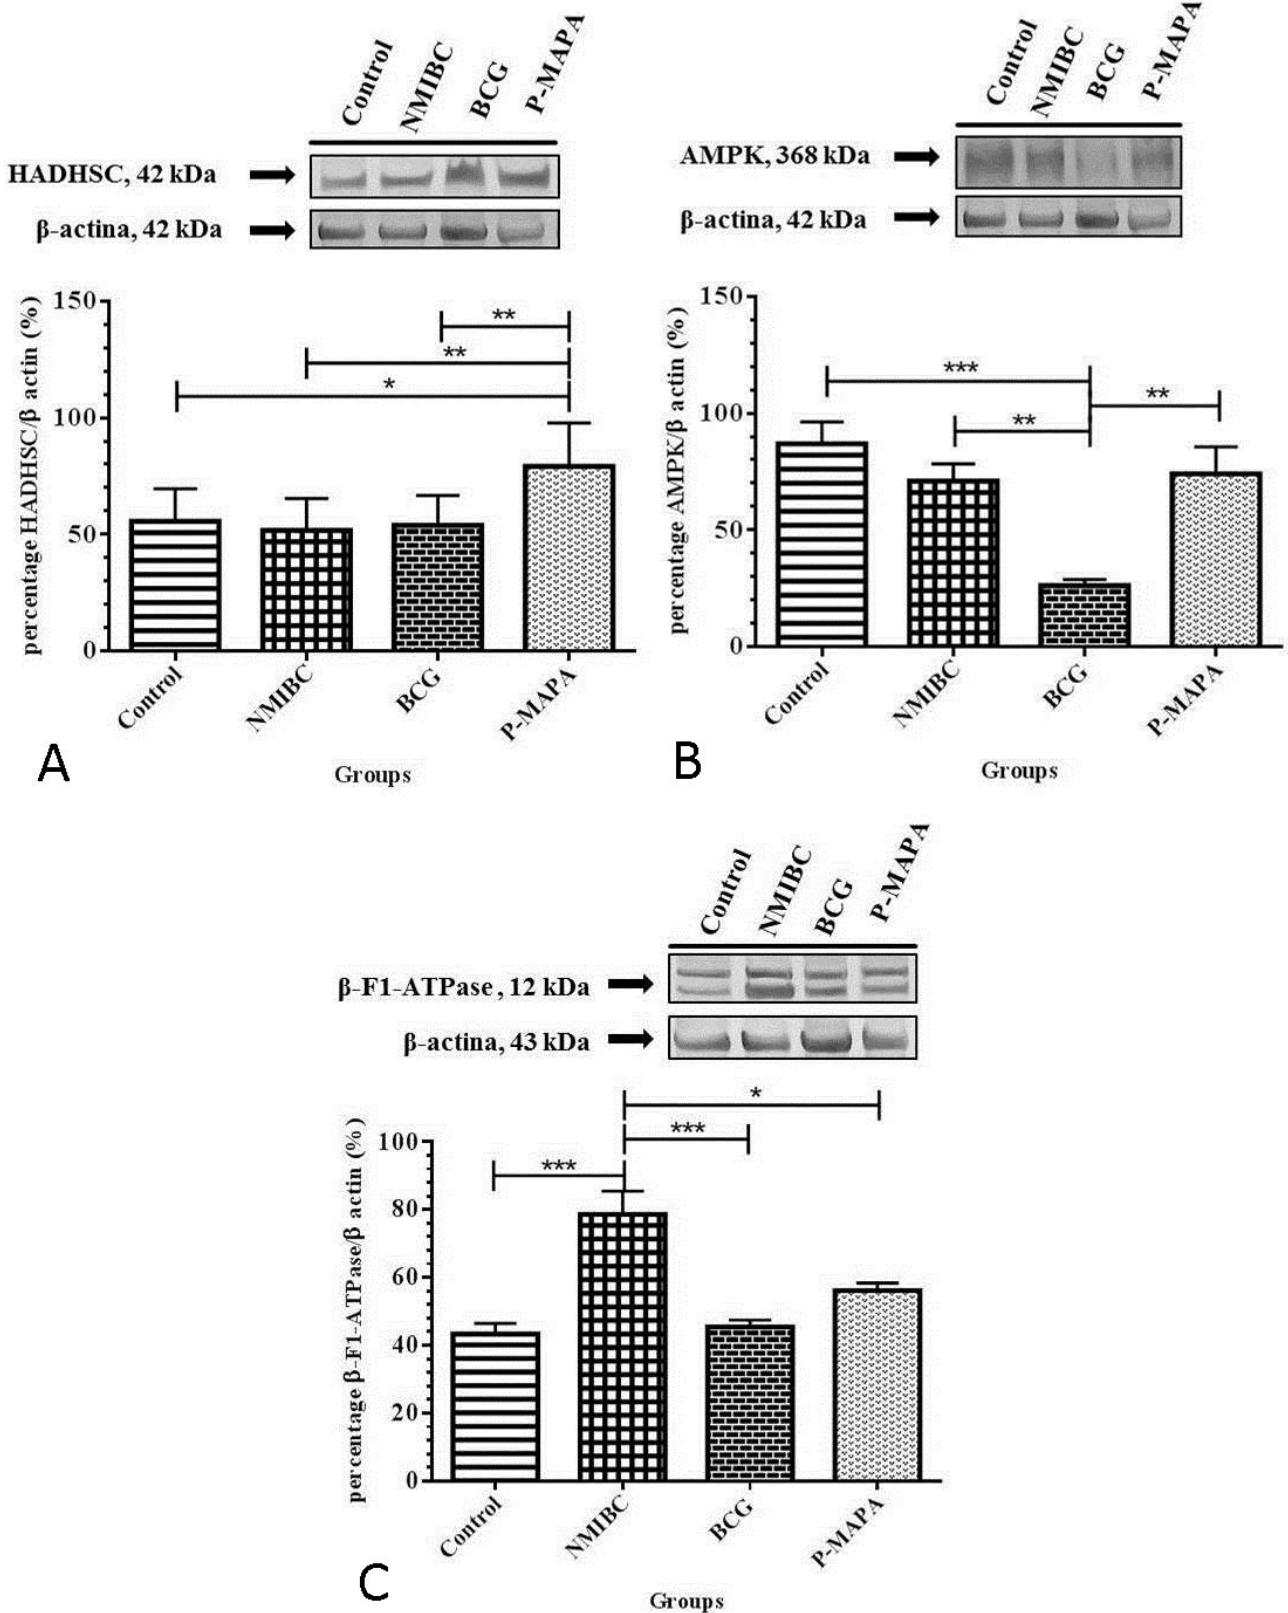 Control NMIBC BCG P-MAPA
HADHSC, 42 kDa
β-actina, 42 kDa
percentage HADHSC/β actin (%)
150
100
50
0
**
**
*
Control NMIBC BCG P-MAPA
Groups
A
Control NMIBC BCG P-MAPA
AMPK, 368 kDa
β-actina, 42 kDa
percentage AMPK/β actin (%)
150
100
50
0
***
**
**
Control NMIBC BCG P-MAPA
Groups
B
Control NMIBC BCG P-MAPA
β-F1-ATPase , 12 kDa
β-actina, 43 kDa
percentage β-F1-ATPase/β actin (%)
100
80
60
40
20
0
*
***
***
Control NMIBC BCG P-MAPA
Groups
C